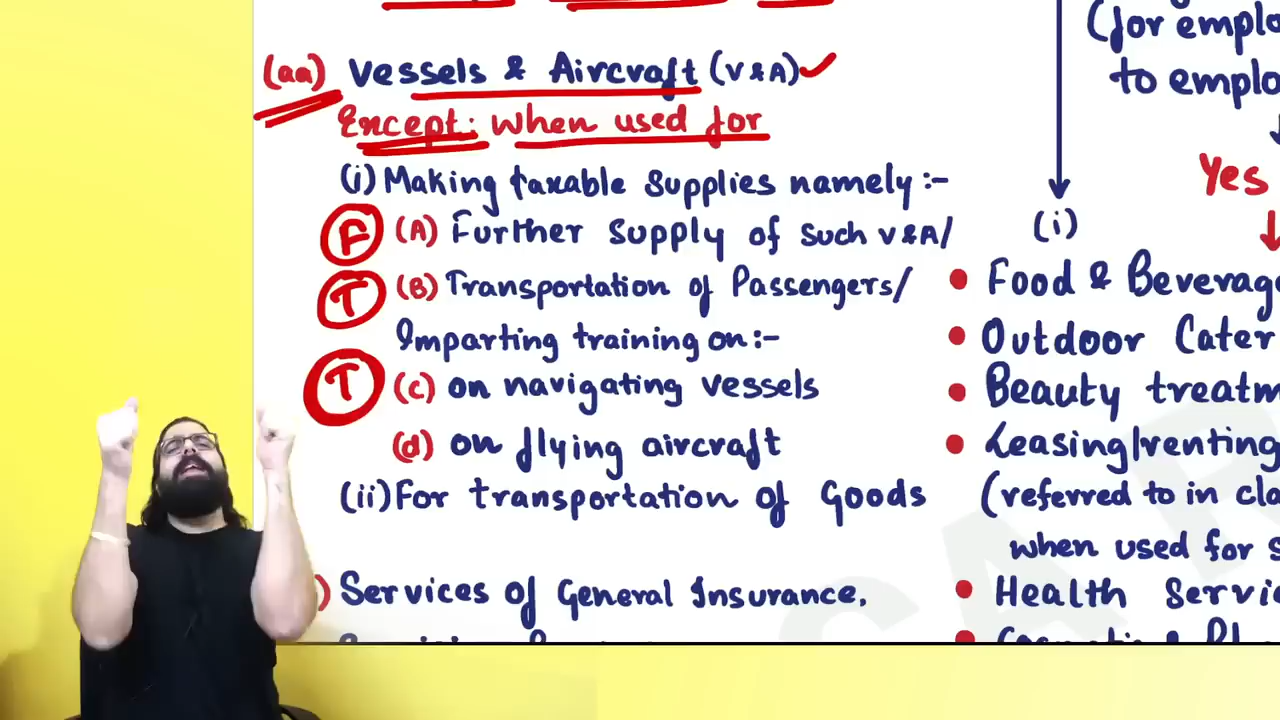 (aa) Vessels & Aircraft (V&A)
Except: When used for
(i) Making taxable supplies namely :-
F (A) Further supply of such V&A/
T (B) Transportation of Passengers/
Imparting training on :-
T (c) on navigating vessels
(d) on flying aircraft
(ii) For transportation of Goods
) Services of General Insurance.
(for emplo
to emplo
Yes
(i)
• Food & Beverag
• Outdoor Cater
• Beauty treatm
• Leasing/renting
(referred to in cla
when used for s
• Health Servi
CA R